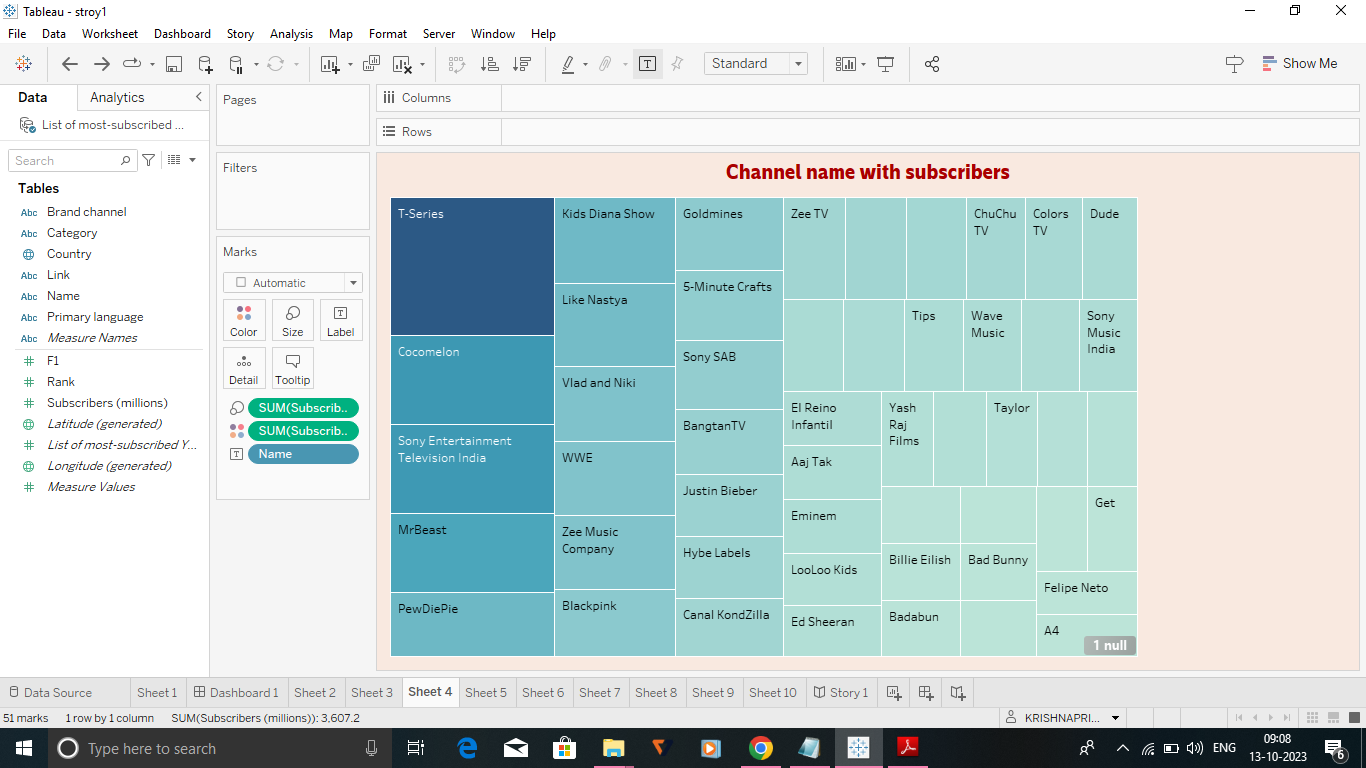 Tableau - stroy1
File Data Worksheet Dashboard Story Analysis Map Format Server Window Help
Standard
Show Me
Data Analytics
List of most-subscribed ...
Search
Tables
Abc Brand channel
Abc Category
Country
Abc Link
Abc Name
Abc Primary language
Abc Measure Names
F1
Rank
Subscribers (millions)
Latitude (generated)
List of most-subscribed Y...
Longitude (generated)
Measure Values
Pages
Filters
Marks
Automatic
Color Size Label
Detail Tooltip
SUM(Subscrib..
SUM(Subscrib..
Name
Columns
Rows
Channel name with subscribers
T-Series
Cocomelon
Sony Entertainment
Television India
MrBeast
PewDiePie
Kids Diana Show
Like Nastya
Vlad and Niki
WWE
Zee Music
Company
Blackpink
Goldmines
5-Minute Crafts
Sony SAB
BangtanTV
Justin Bieber
Hybe Labels
Canal KondZilla
Zee TV
ChuChu
TV
Colors
TV
Dude
Tips
Wave
Music
Sony
Music
India
El Reino
Infantil
Aaj Tak
Eminem
LooLoo Kids
Ed Sheeran
Yash
Raj
Films
Taylor
Billie Eilish
Badabun
Bad Bunny
Get
Felipe Neto
A4
1 null
Data Source Sheet 1 Dashboard 1 Sheet 2 Sheet 3 Sheet 4 Sheet 5 Sheet 6 Sheet 7 Sheet 8 Sheet 9 Sheet 10 Story 1
51 marks 1 row by 1 column SUM(Subscribers (millions)): 3,607.2
KRISHNAPRI...
Type here to search
ENG
09:08
13-10-2023
6